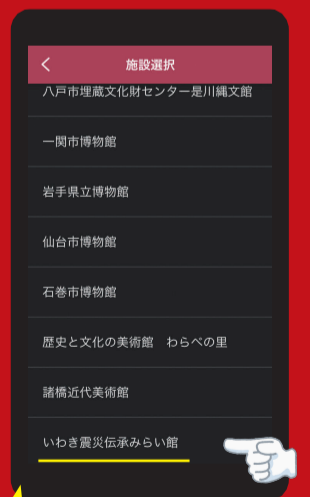 施設選択
八戸市埋蔵文化財センター是川縄文館
一関市博物館
岩手県立博物館
仙台市博物館
石巻市博物館
歴史と文化の美術館　わらべの里
諸橋近代美術館
いわき震災伝承みらい館